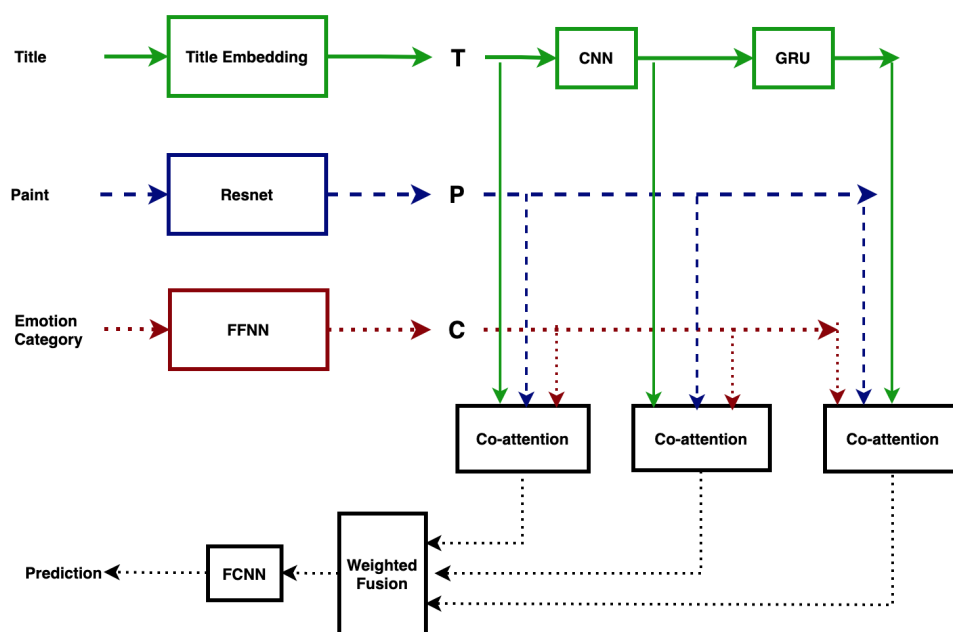 Title
Title Embedding
T
CNN
GRU
Paint
Resnet
P
Emotion
Category
FFNN
C
Co-attention
Co-attention
Co-attention
Prediction
FCNN
Weighted
Fusion